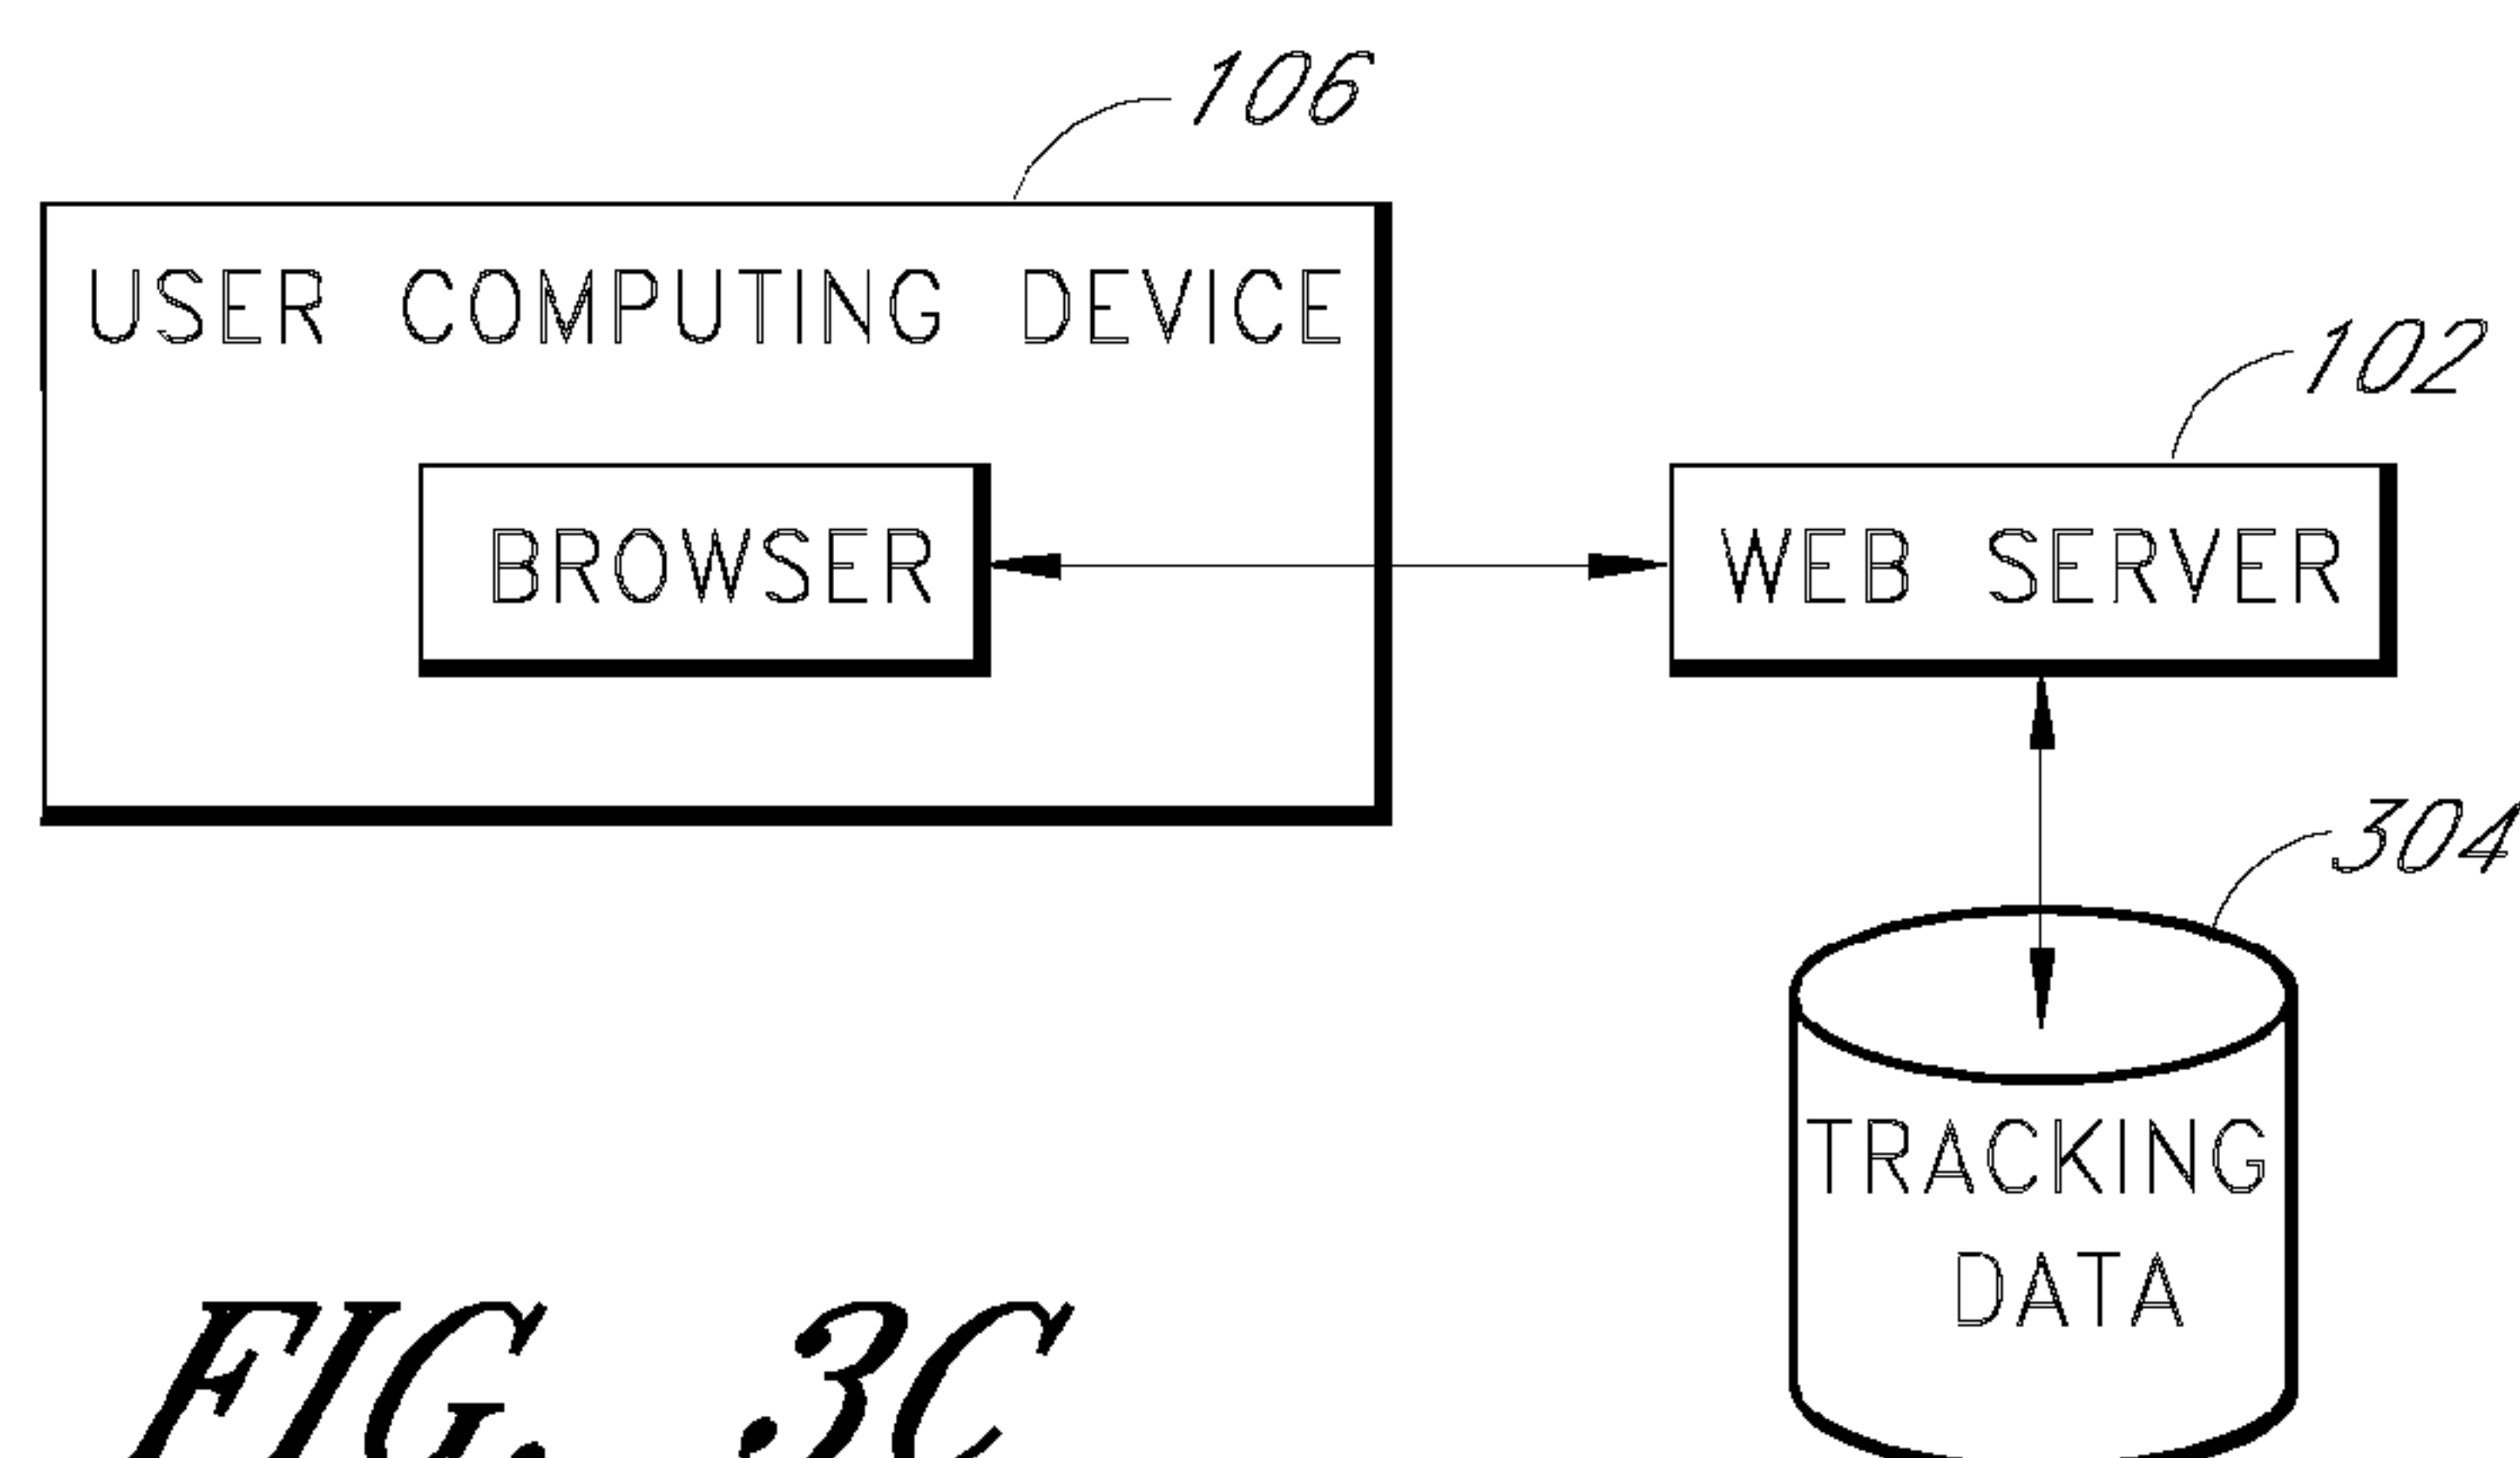 106
USER COMPUTING DEVICE
102
BROWSER
WEB SERVER
304
TRACKING
DATA
FIG. 3C